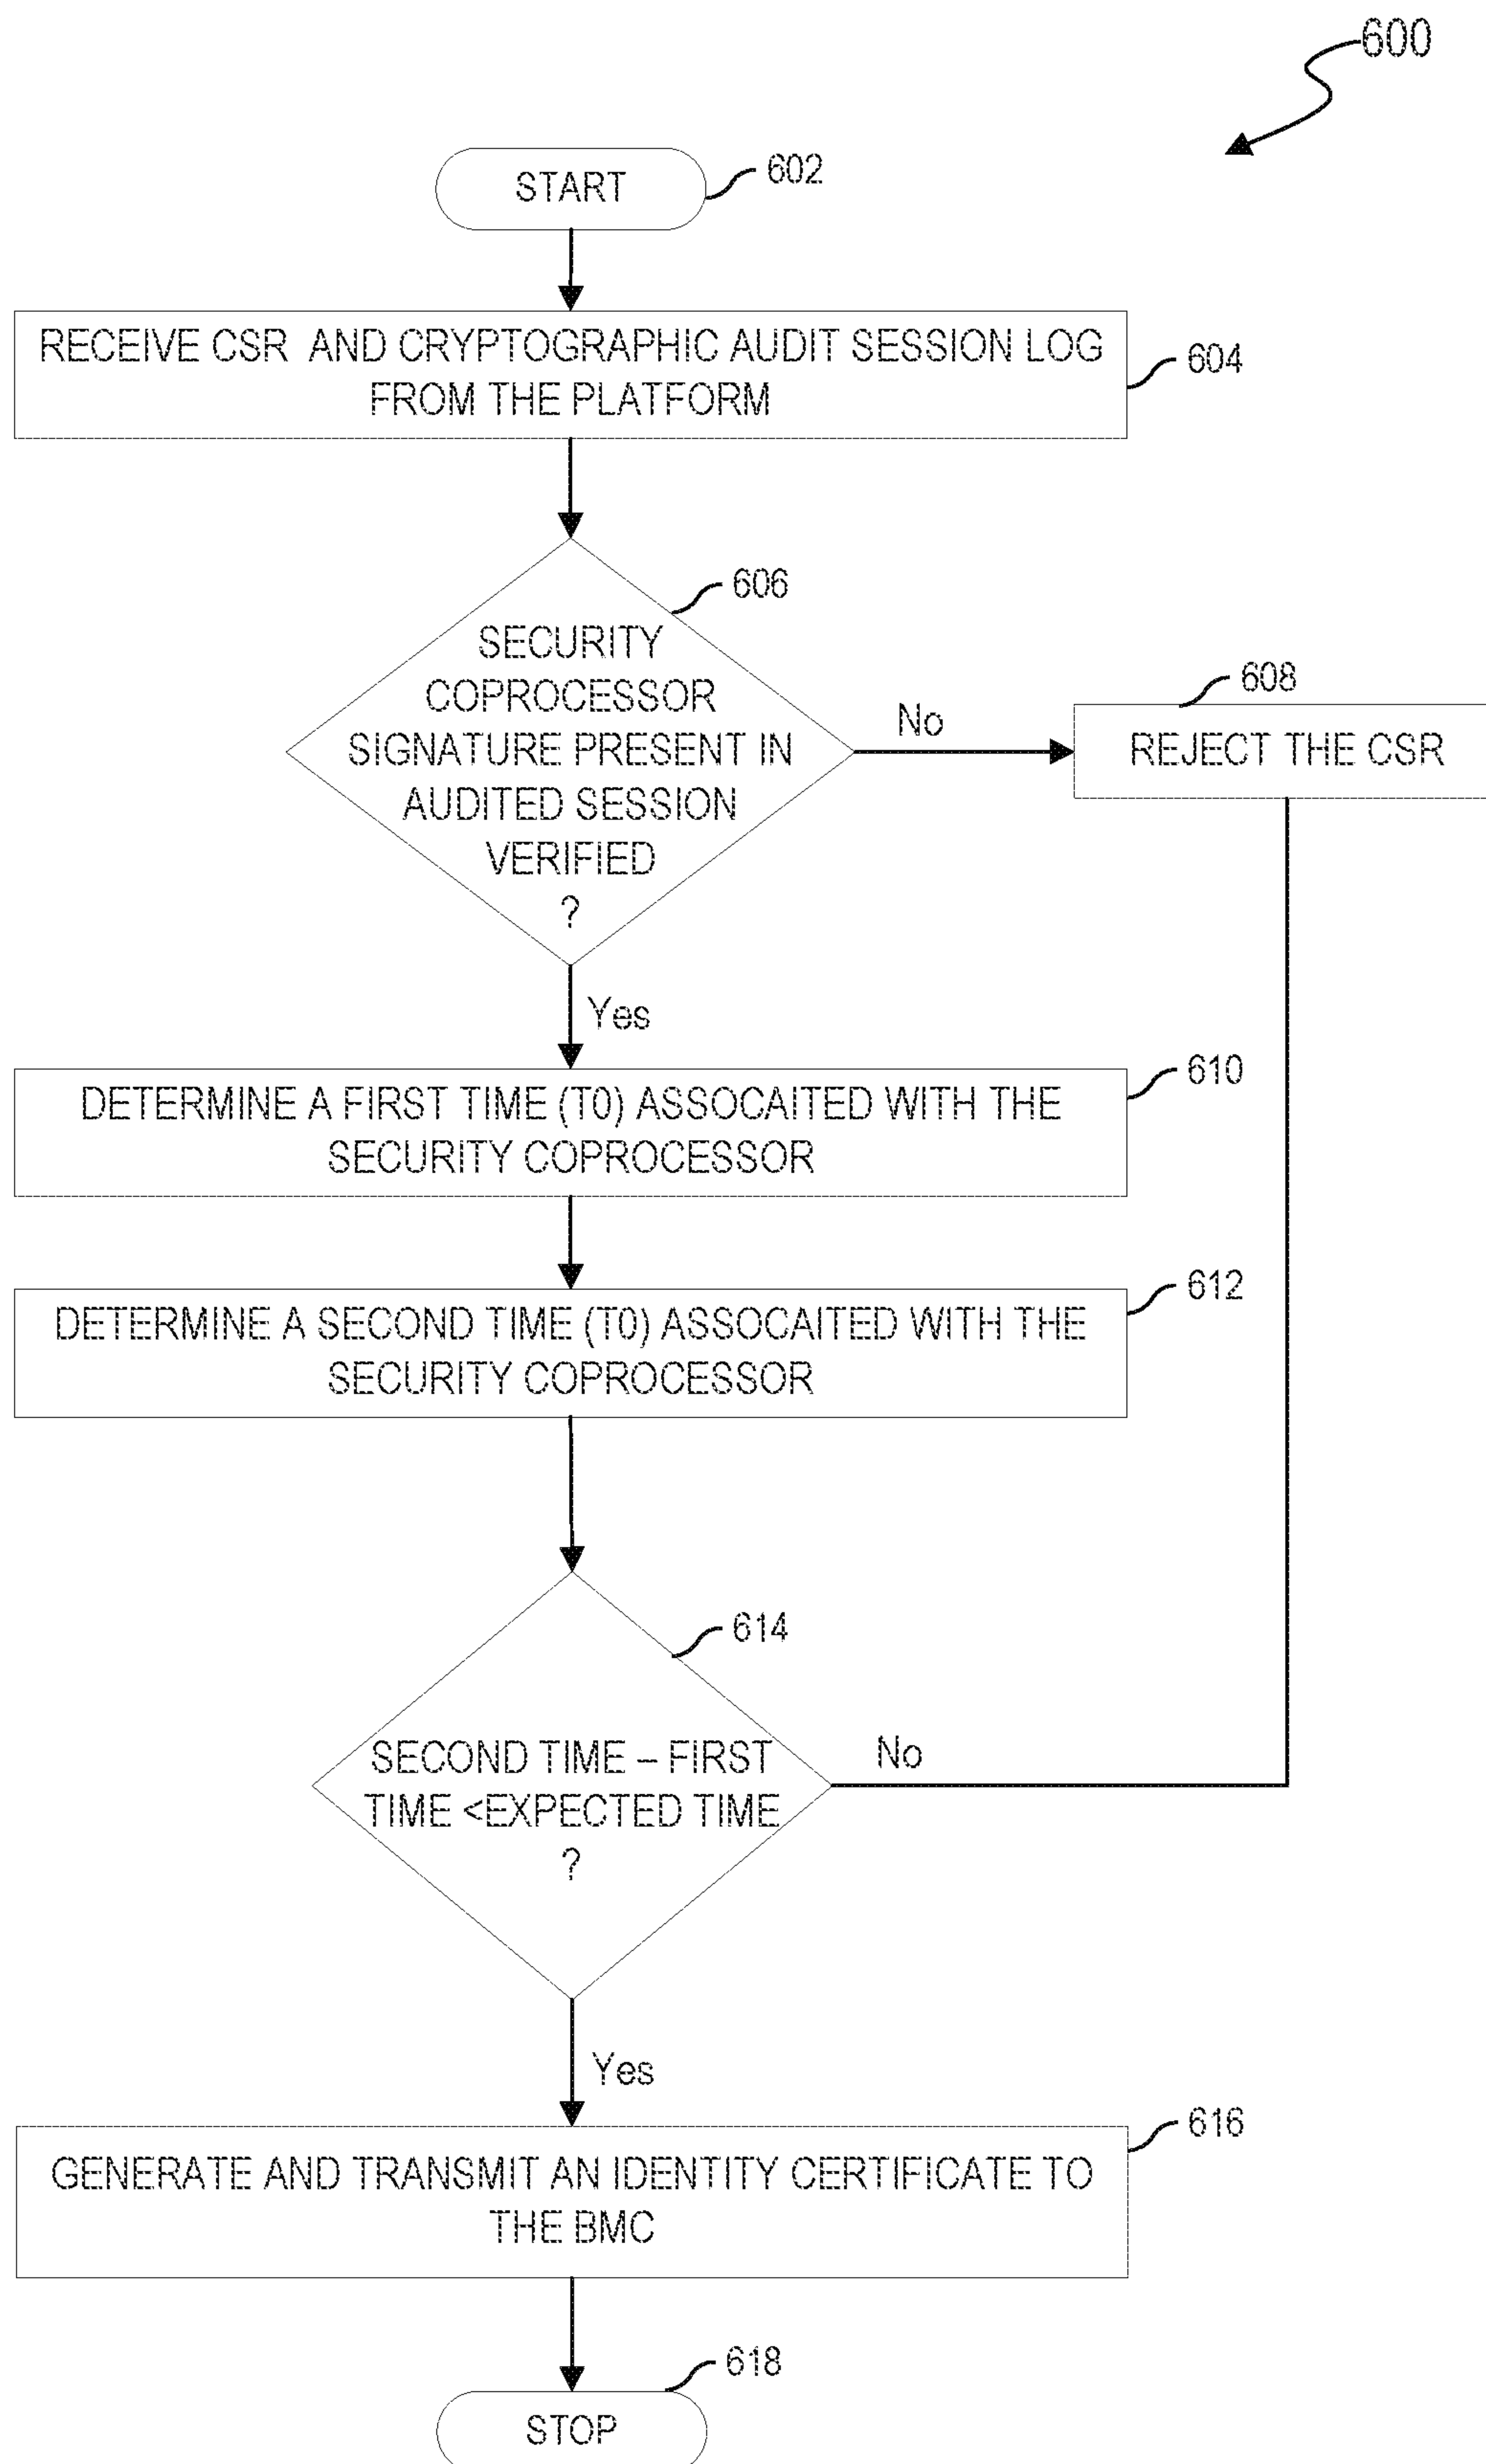 600
START
602
RECEIVE CSR AND CRYPTOGRAPHIC AUDIT SESSION LOG
FROM THE PLATFORM
604
606
SECURITY
COPROCESSOR
SIGNATURE PRESENT IN
AUDITED SESSION
VERIFIED
?
No
608
REJECT THE CSR
Yes
610
DETERMINE A FIRST TIME (T0) ASSOCAITED WITH THE
SECURITY COPROCESSOR
612
DETERMINE A SECOND TIME (T0) ASSOCAITED WITH THE
SECURITY COPROCESSOR
614
SECOND TIME – FIRST
TIME <EXPECTED TIME
?
No
Yes
616
GENERATE AND TRANSMIT AN IDENTITY CERTIFICATE TO
THE BMC
618
STOP